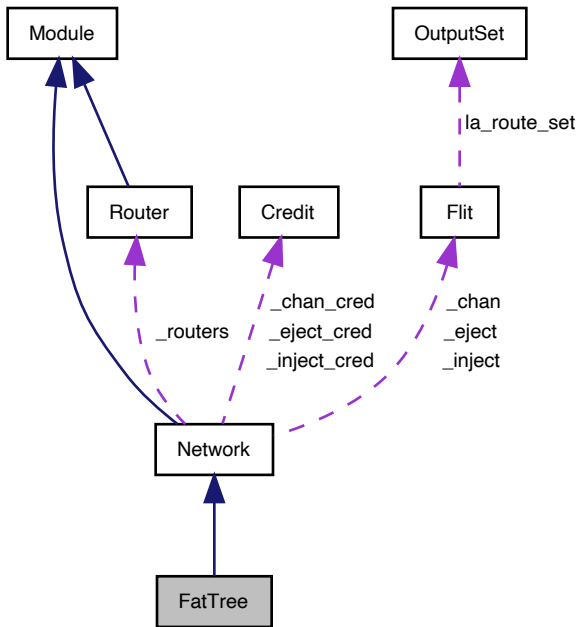 Module
OutputSet
la_route_set
Router
Credit
Flit
_routers
_chan_cred
_eject_cred
_inject_cred
_chan
_eject
_inject
Network
FatTree